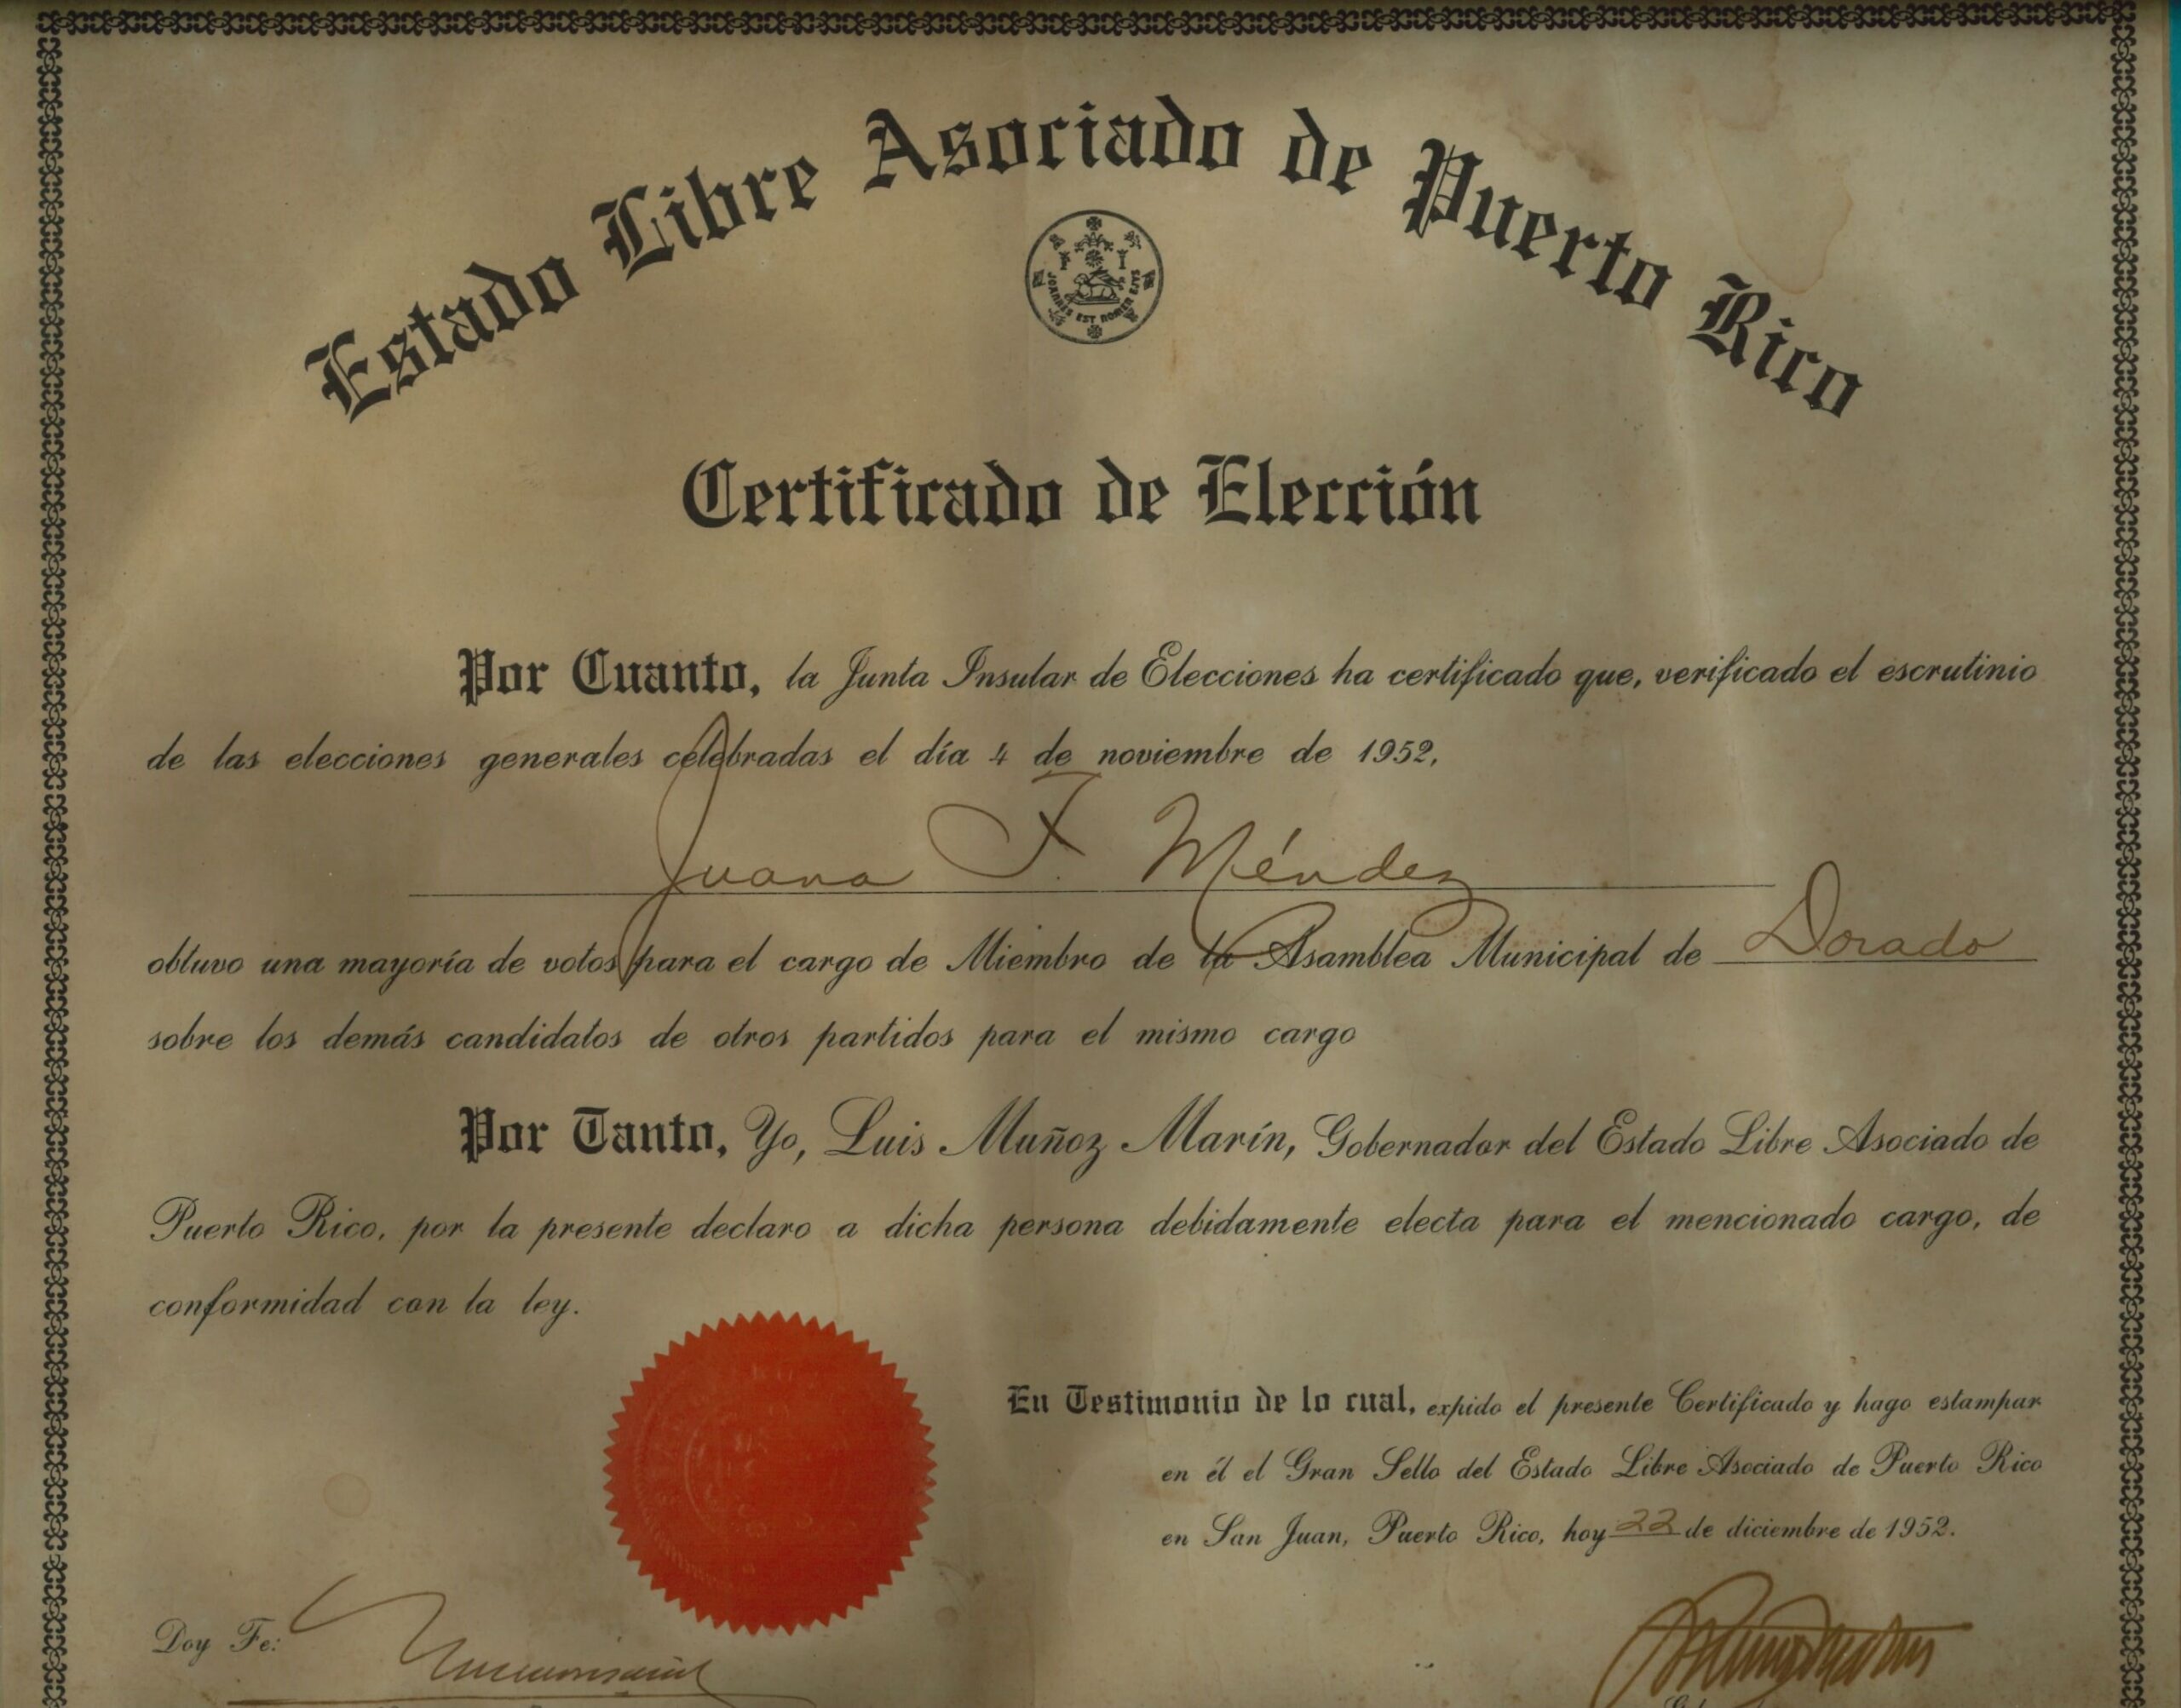 Estado Libre Asociado de Puerto Rico
JOANNES EST NOMEN EJUS
Certificado de Elección
Por Cuanto, la Junta Insular de Elecciones ha certificado que, verificado el escrutinio
de las elecciones generales celebradas el día 4 de noviembre de 1952,
Juana F. Méndez
obtuvo una mayoría de votos para el cargo de Miembro de la Asamblea Municipal de Dorado
sobre los demás candidatos de otros partidos para el mismo cargo
Por Tanto, Yo, Luis Muñoz Marín, Gobernador del Estado Libre Asociado de
Puerto Rico, por la presente declaro a dicha persona debidamente electa para el mencionado cargo, de
conformidad con la ley.
En Testimonio de lo cual, expido el presente Certificado y hago estampar
en él el Gran Sello del Estado Libre Asociado de Puerto Rico
en San Juan, Puerto Rico, hoy 22 de diciembre de 1952.
Doy Fe: